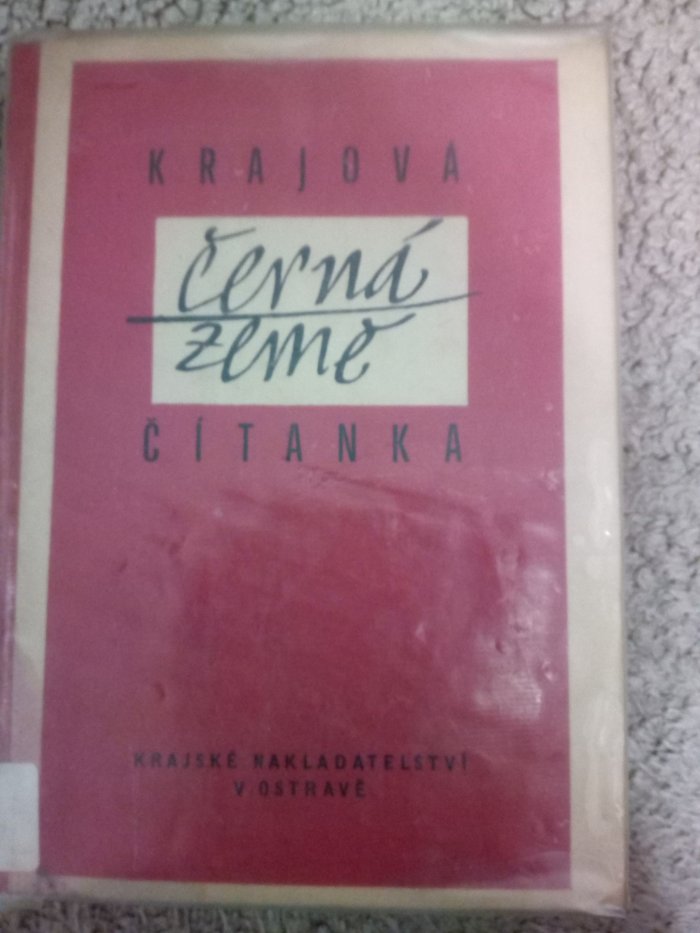 KRAJOVÁ
černá
země
ČÍTANKA
KRAJSKÉ NAKLADATELSTVÍ
V OSTRAVĚ